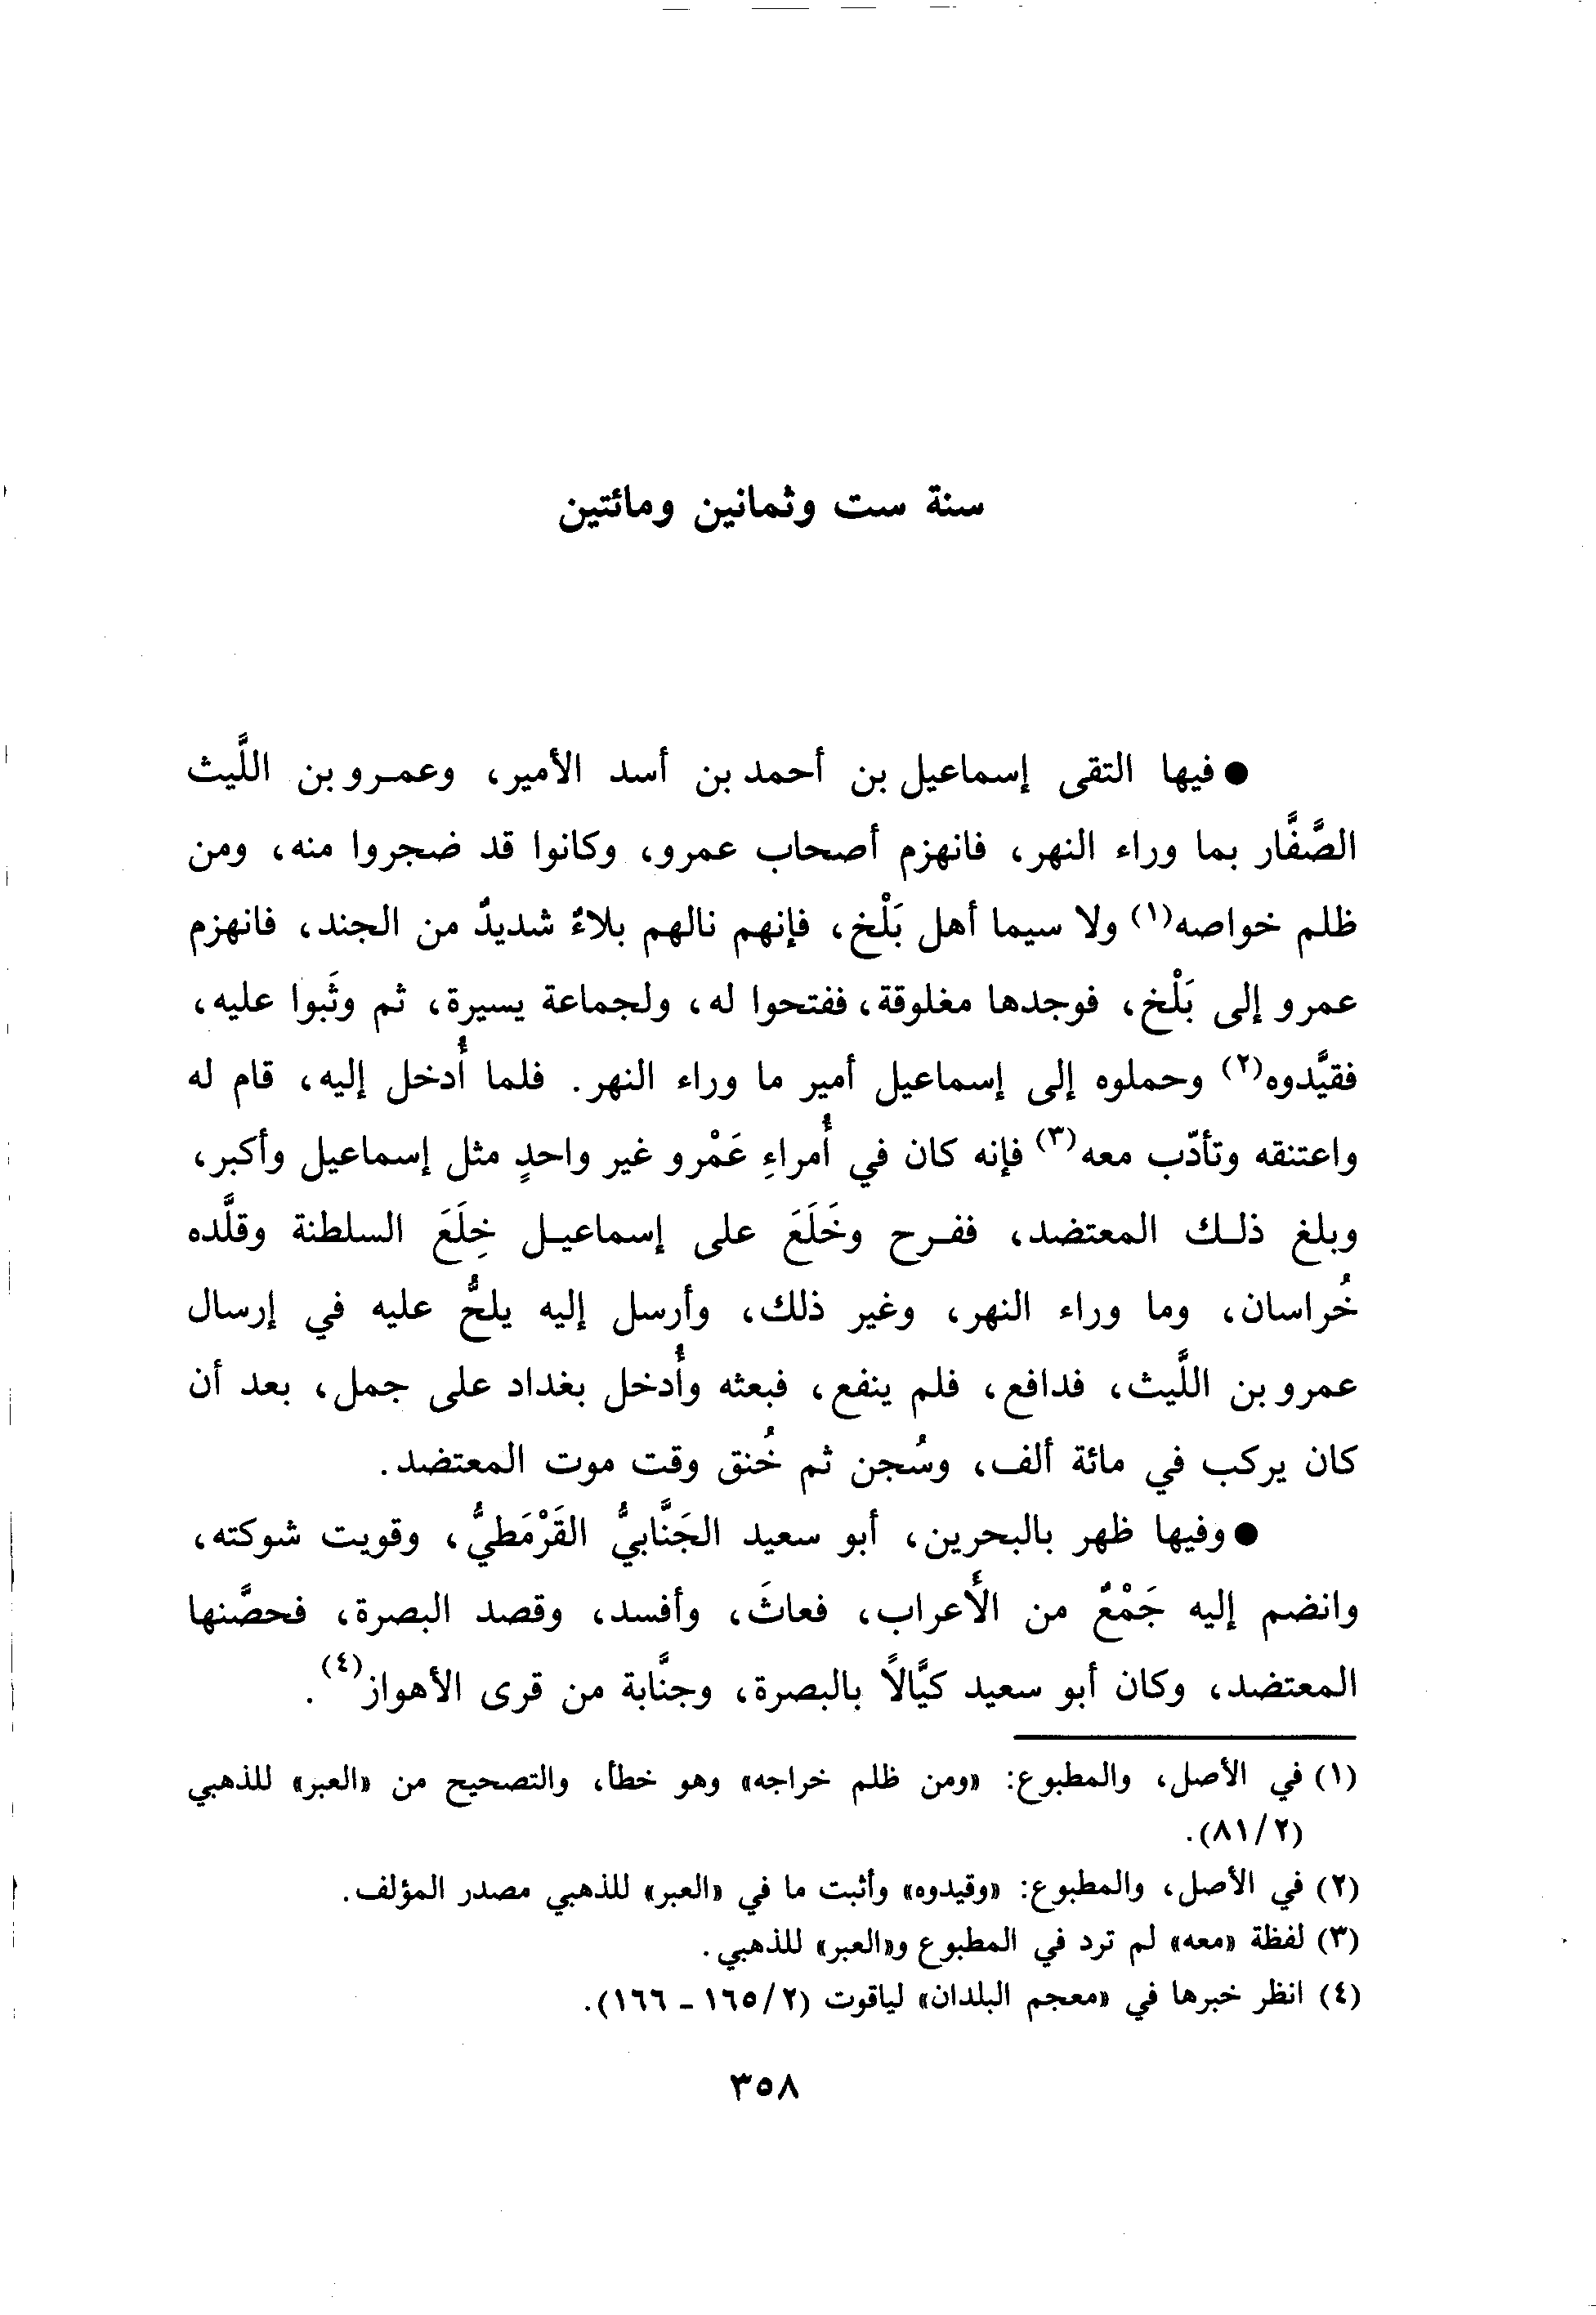 سنة ست وثمانين ومائتين
● فيها التقى إسماعيل بن أحمد بن أسد الأمير، وعمرو بن اللَّيث
الصَّفَّار بما وراء النهر، فانهزم أصحاب عمرو، وكانوا قد ضجروا منه، ومن
ظلم خواصه(١) ولا سيما أهل بَلْخ، فإنهم نالهم بلاءٌ شديدٌ من الجند، فانهزم
عمرو إلى بَلْخ، فوجدها مغلوقة، ففتحوا له، ولجماعة يسيرة، ثم وثَبوا عليه،
فقيَّدوه(٢) وحملوه إلى إسماعيل أمير ما وراء النهر. فلما أُدخل إليه، قام له
واعتنقه وتأدّب معه(٣) فإنه كان في أُمراءِ عَمْرو غير واحدٍ مثل إسماعيل وأكبر،
وبلغ ذلك المعتضد، ففرح وخَلَعَ على إسماعيل خِلَعَ السلطنة وقلَّده
خُراسان، وما وراء النهر، وغير ذلك، وأرسل إليه يلحُّ عليه في إرسال
عمرو بن اللَّيث، فدافع، فلم ينفع، فبعثه وأُدخل بغداد على جمل، بعد أن
كان يركب في مائة ألف، وسُجن ثم خُنق وقت موت المعتضد.
● وفيها ظهر بالبحرين، أبو سعيد الجَنَّابيُّ القَرْمَطيُّ، وقويت شوكته،
وانضم إليه جَمْعٌ من الأَعراب، فعاثَ، وأفسد، وقصد البصرة، فحصَّنها
المعتضد، وكان أبو سعيد كيَّالاً بالبصرة، وجنَّابة من قرى الأهواز(٤).
(١) في الأصل، والمطبوع: «ومن ظلم خراجه» وهو خطأ، والتصحيح من «العبر» للذهبي
(٨١/٢).
(٢) في الأصل، والمطبوع: «وقيدوه» وأثبت ما في «العبر» للذهبي مصدر المؤلف.
(٣) لفظة «معه» لم ترد في المطبوع و«العبر» للذهبي.
(٤) انظر خبرها في «معجم البلدان» لياقوت (١٦٥/٢ - ١٦٦).
٣٥٨